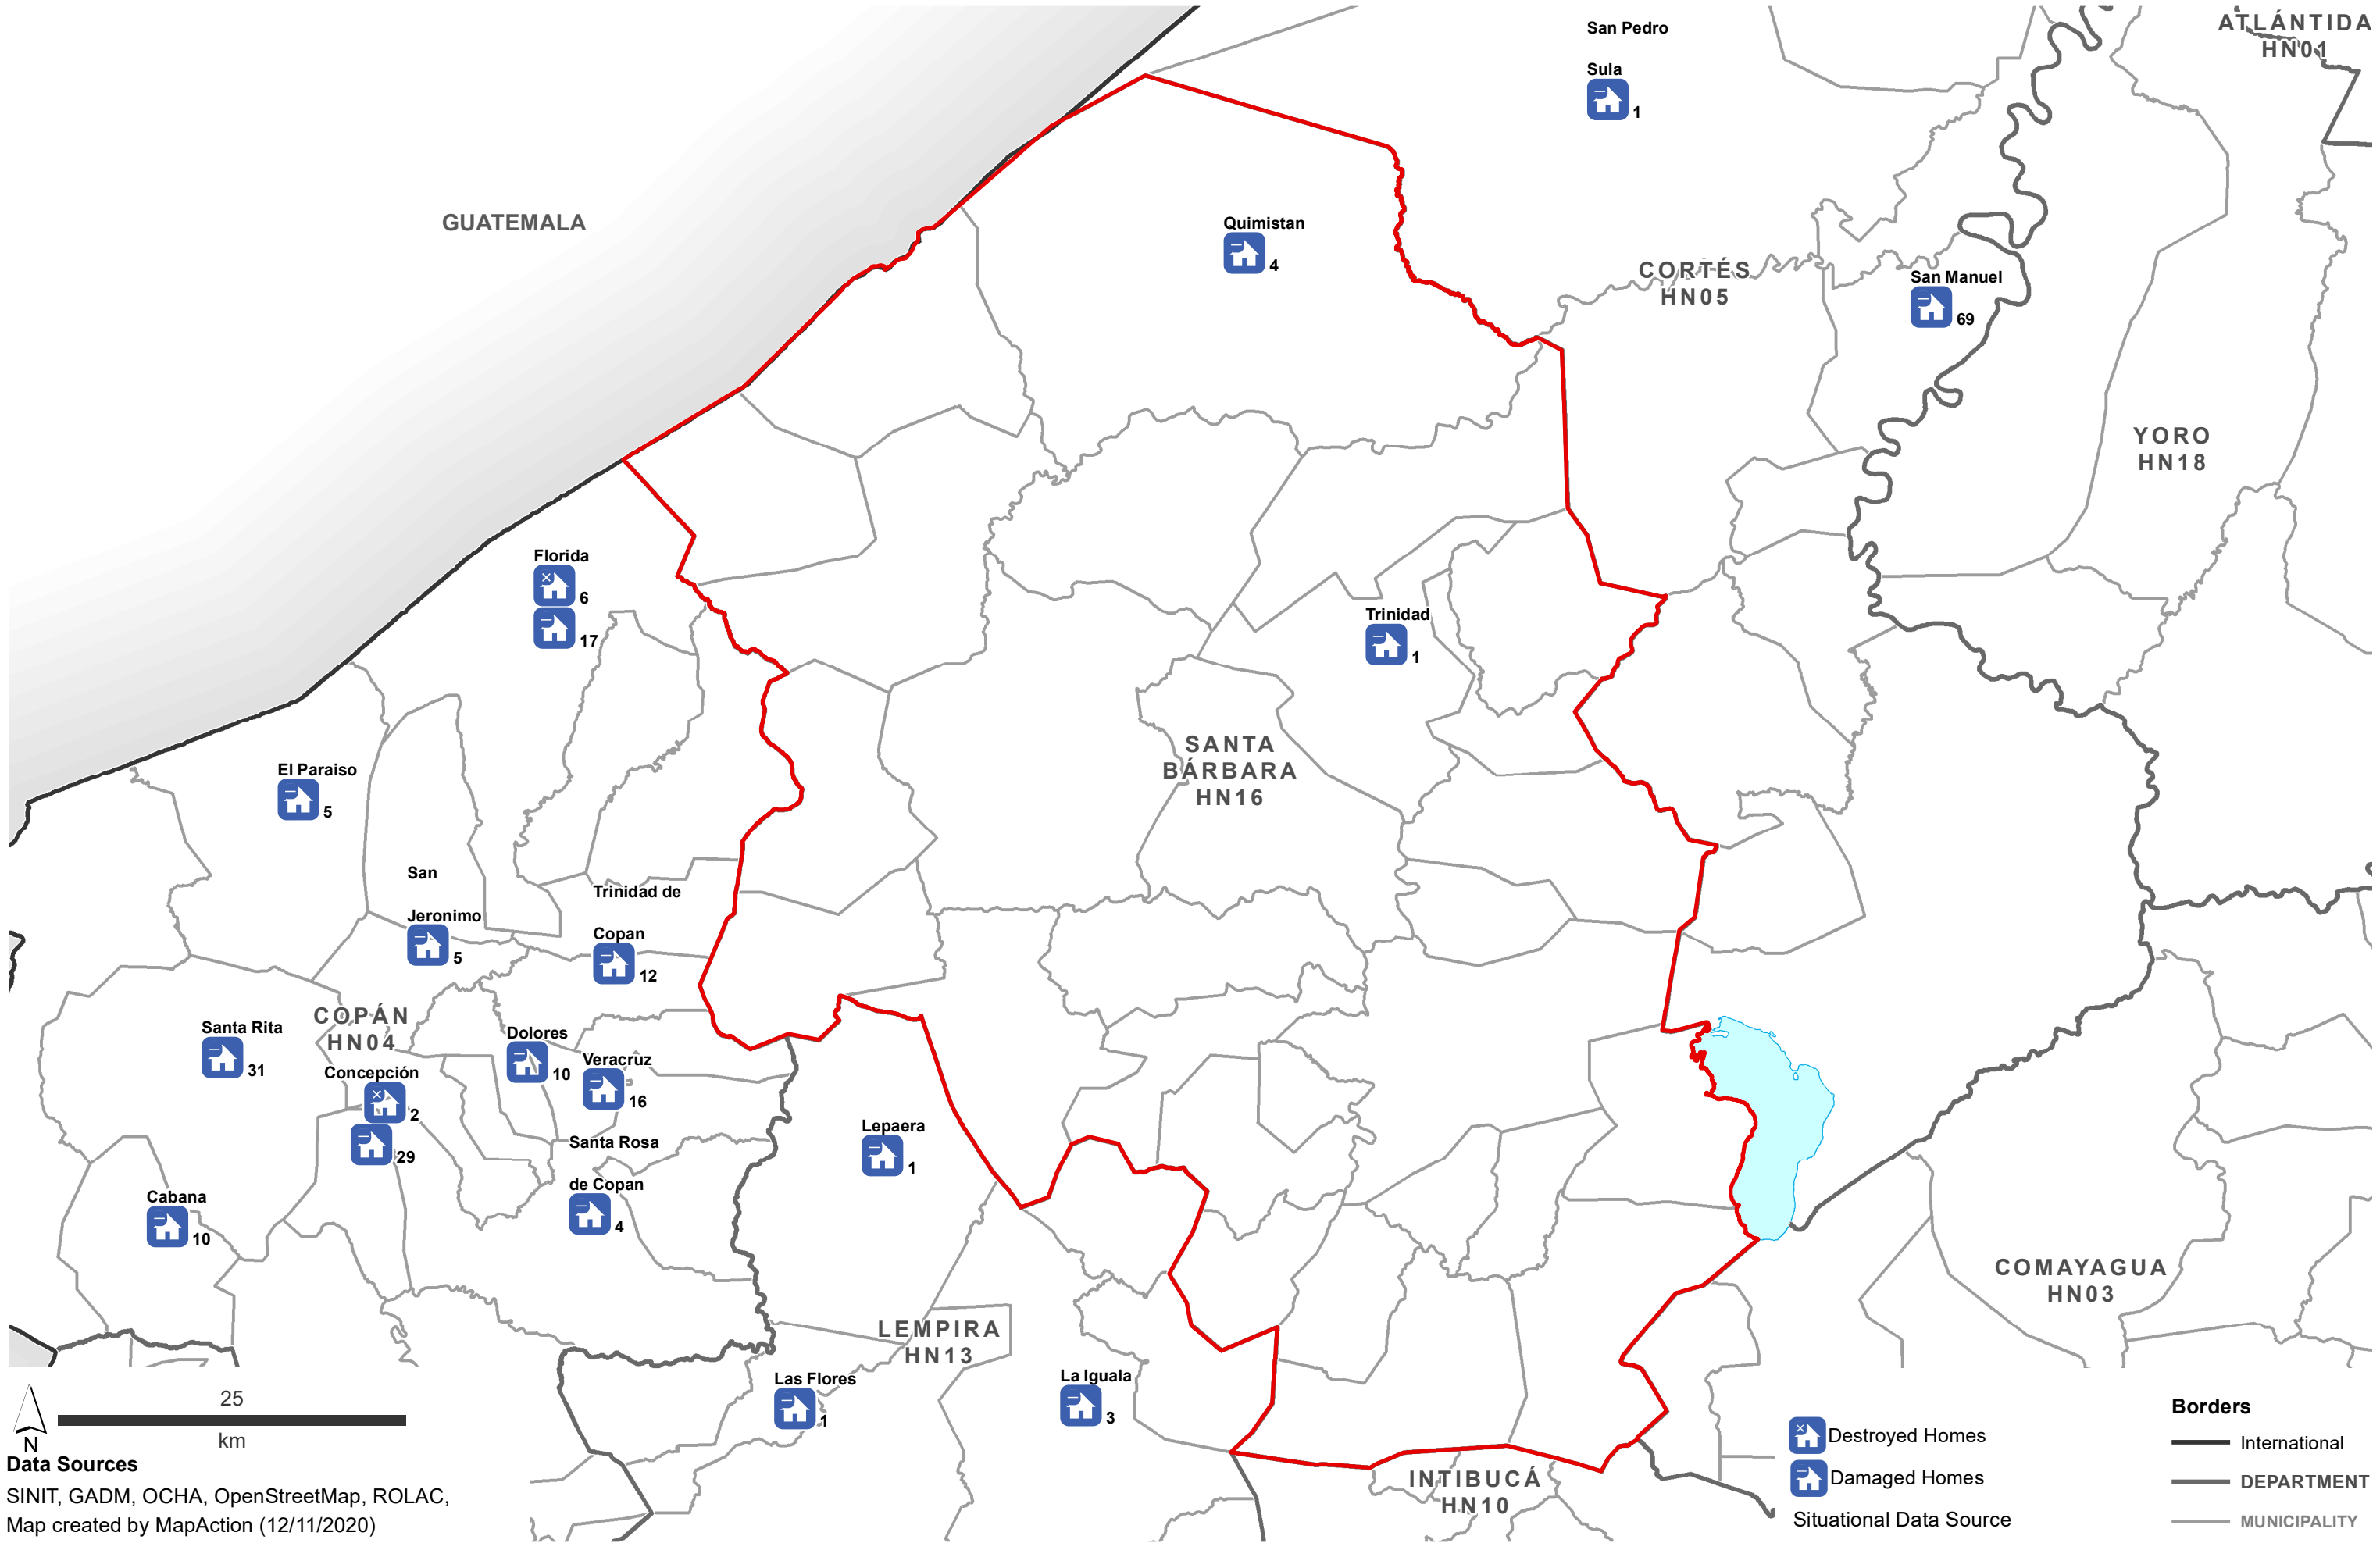 San Pedro
Sula
1
ATLÁNTIDA
HN01
GUATEMALA
Quimistan
4
CORTÉS
HN05
San Manuel
69
YORO
HN18
Florida
6
17
Trinidad
1
SANTA
BÁRBARA
HN16
El Paraiso
5
San
Jeronimo
5
Trinidad de
Copan
12
COPÁN
HN04
Santa Rita
31
Dolores
10
Veracruz
16
Concepción
2
29
Lepaera
1
Santa Rosa
de Copan
4
Cabana
10
COMAYAGUA
HN03
LEMPIRA
HN13
Las Flores
1
La Iguala
3
INTIBUCÁ
HN10
25
km
N
Data Sources
SINIT, GADM, OCHA, OpenStreetMap, ROLAC,
Map created by MapAction (12/11/2020)
Destroyed Homes
Damaged Homes
Situational Data Source
Borders
International
DEPARTMENT
MUNICIPALITY